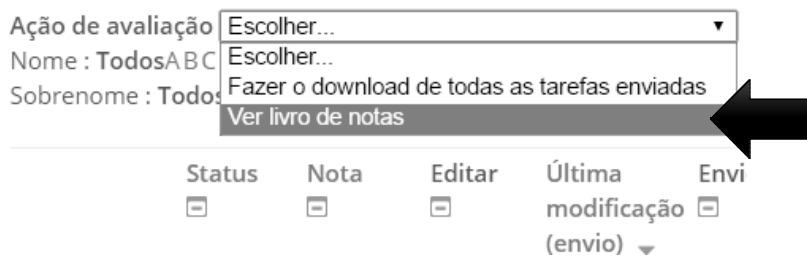 Ação de avaliação Escolher...
Nome : TodosABC Escolher...
Fazer o download de todas as tarefas enviadas
Sobrenome : Todos
Ver livro de notas
Status Nota Editar Última modificação (envio) Envi